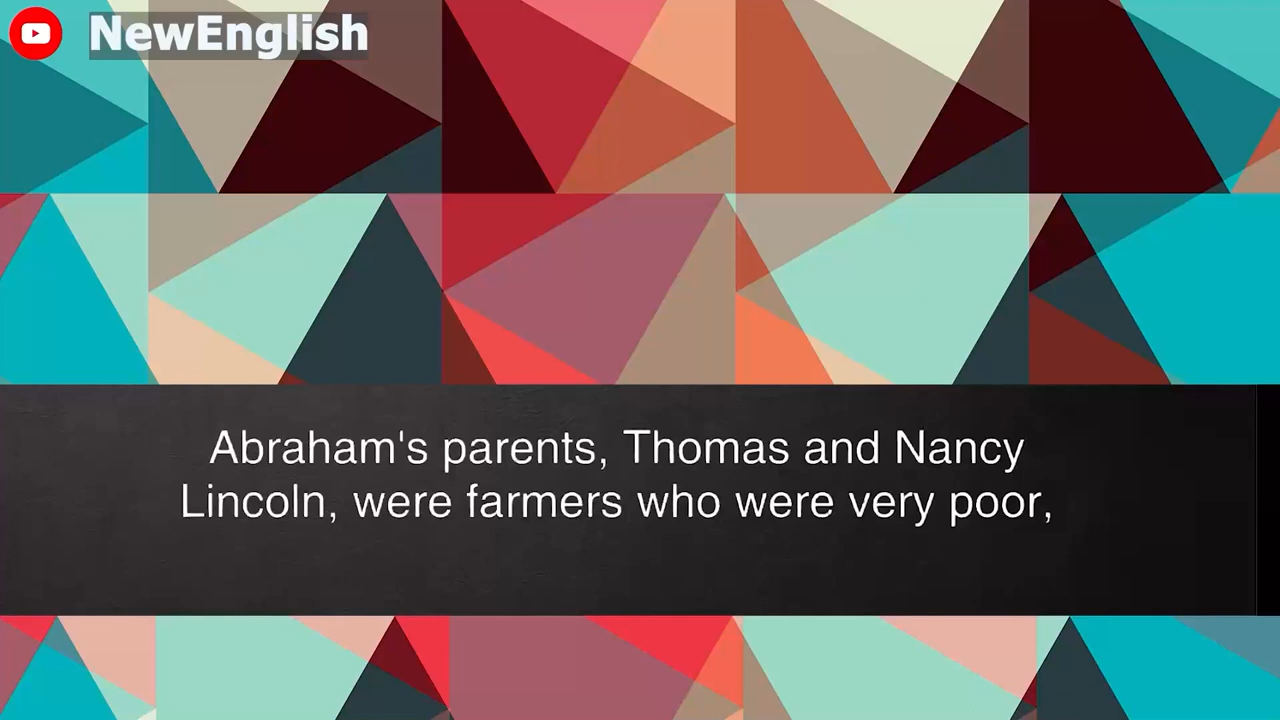 NewEnglish
Abraham's parents, Thomas and Nancy
Lincoln, were farmers who were very poor,